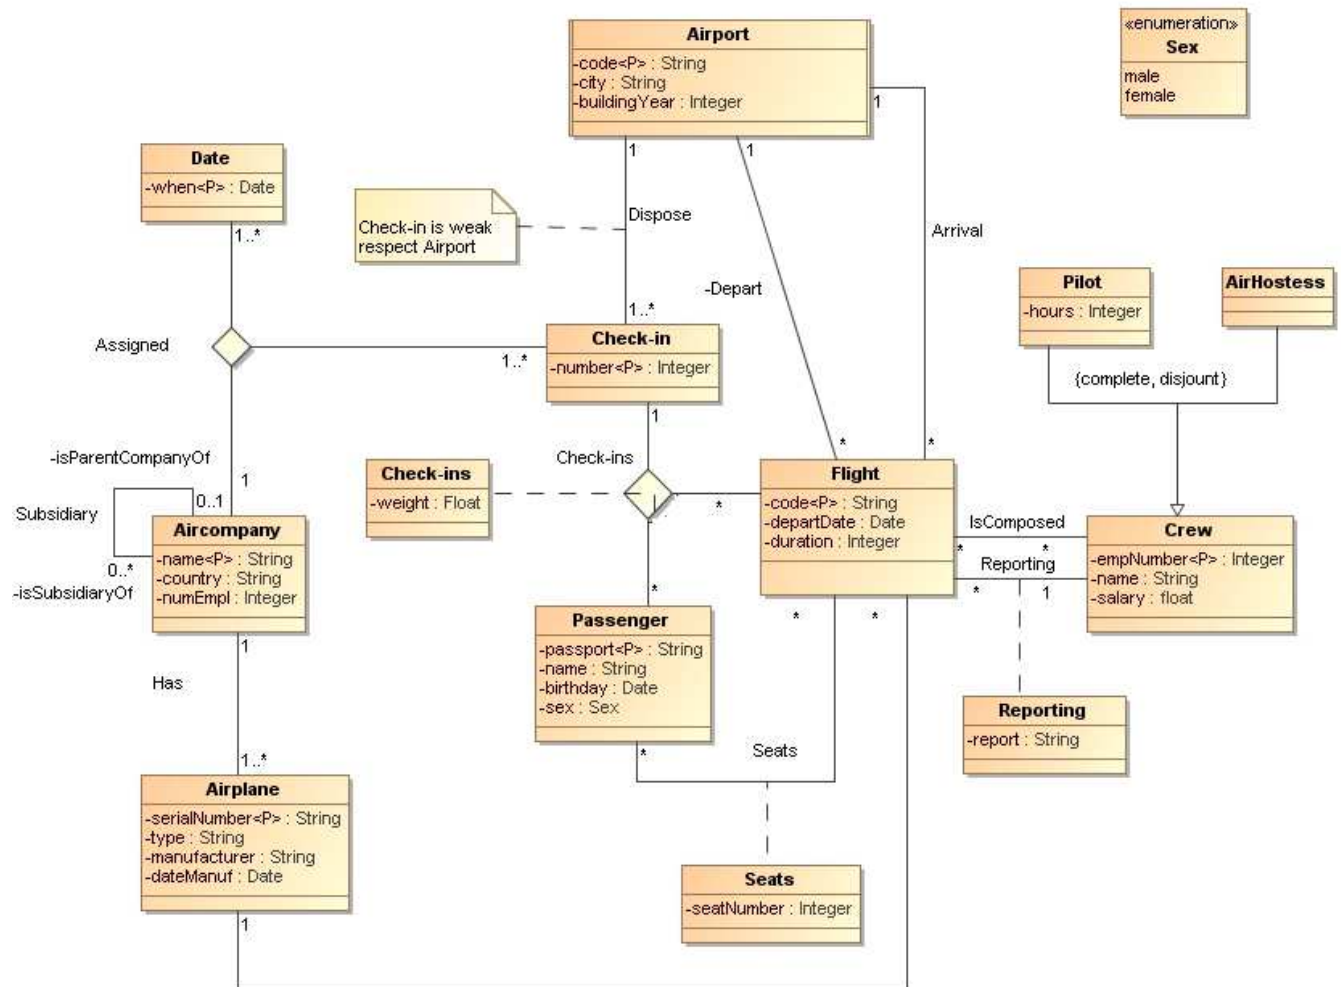 Airport
-code<P> : String
-city : String
-buildingYear : Integer
1
1
1
«enumeration»
Sex
male
female
Date
-when<P> : Date
1..*
Check-in is weak
respect Airport
Dispose
Arrival
-Depart
1..*
Pilot
-hours : Integer
AirHostess
{complete, disjount}
Assigned
1..*
Check-in
-number<P> : Integer
1
-isParentCompanyOf
1
0..1
Subsidiary
0..*
-isSubsidiaryOf
Aircompany
-name<P> : String
-country : String
-numEmpl : Integer
1
Check-ins
Check-ins
-weight : Float
*
*
*
*
Flight
-code<P> : String
-departDate : Date
-duration : Integer
IsComposed
*
*
Reporting
*
1
Crew
-empNumber<P> : Integer
-name : String
-salary : float
*
*
Passenger
-passport<P> : String
-name : String
-birthday : Date
-sex : Sex
*
Seats
Has
1..*
Reporting
-report : String
Airplane
-serialNumber<P> : String
-type : String
-manufacturer : String
-dateManuf : Date
1
Seats
-seatNumber : Integer